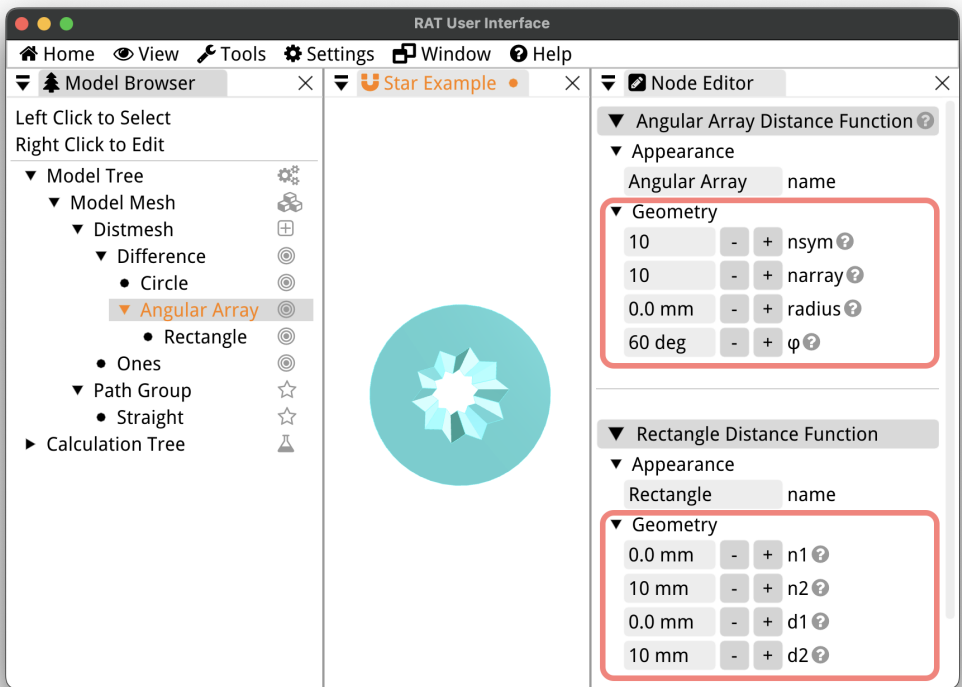 RAT User Interface
Home View Tools Settings Window Help
Model Browser
Left Click to Select
Right Click to Edit
Model Tree
Model Mesh
Distmesh
Difference
Circle
Angular Array
Rectangle
Ones
Path Group
Straight
Calculation Tree
Star Example
Node Editor
Angular Array Distance Function ?
Appearance
Angular Array name
Geometry
10 - + nsym ?
10 - + narray ?
0.0 mm - + radius ?
60 deg - + φ ?
Rectangle Distance Function
Appearance
Rectangle name
Geometry
0.0 mm - + n1 ?
10 mm - + n2 ?
0.0 mm - + d1 ?
10 mm - + d2 ?